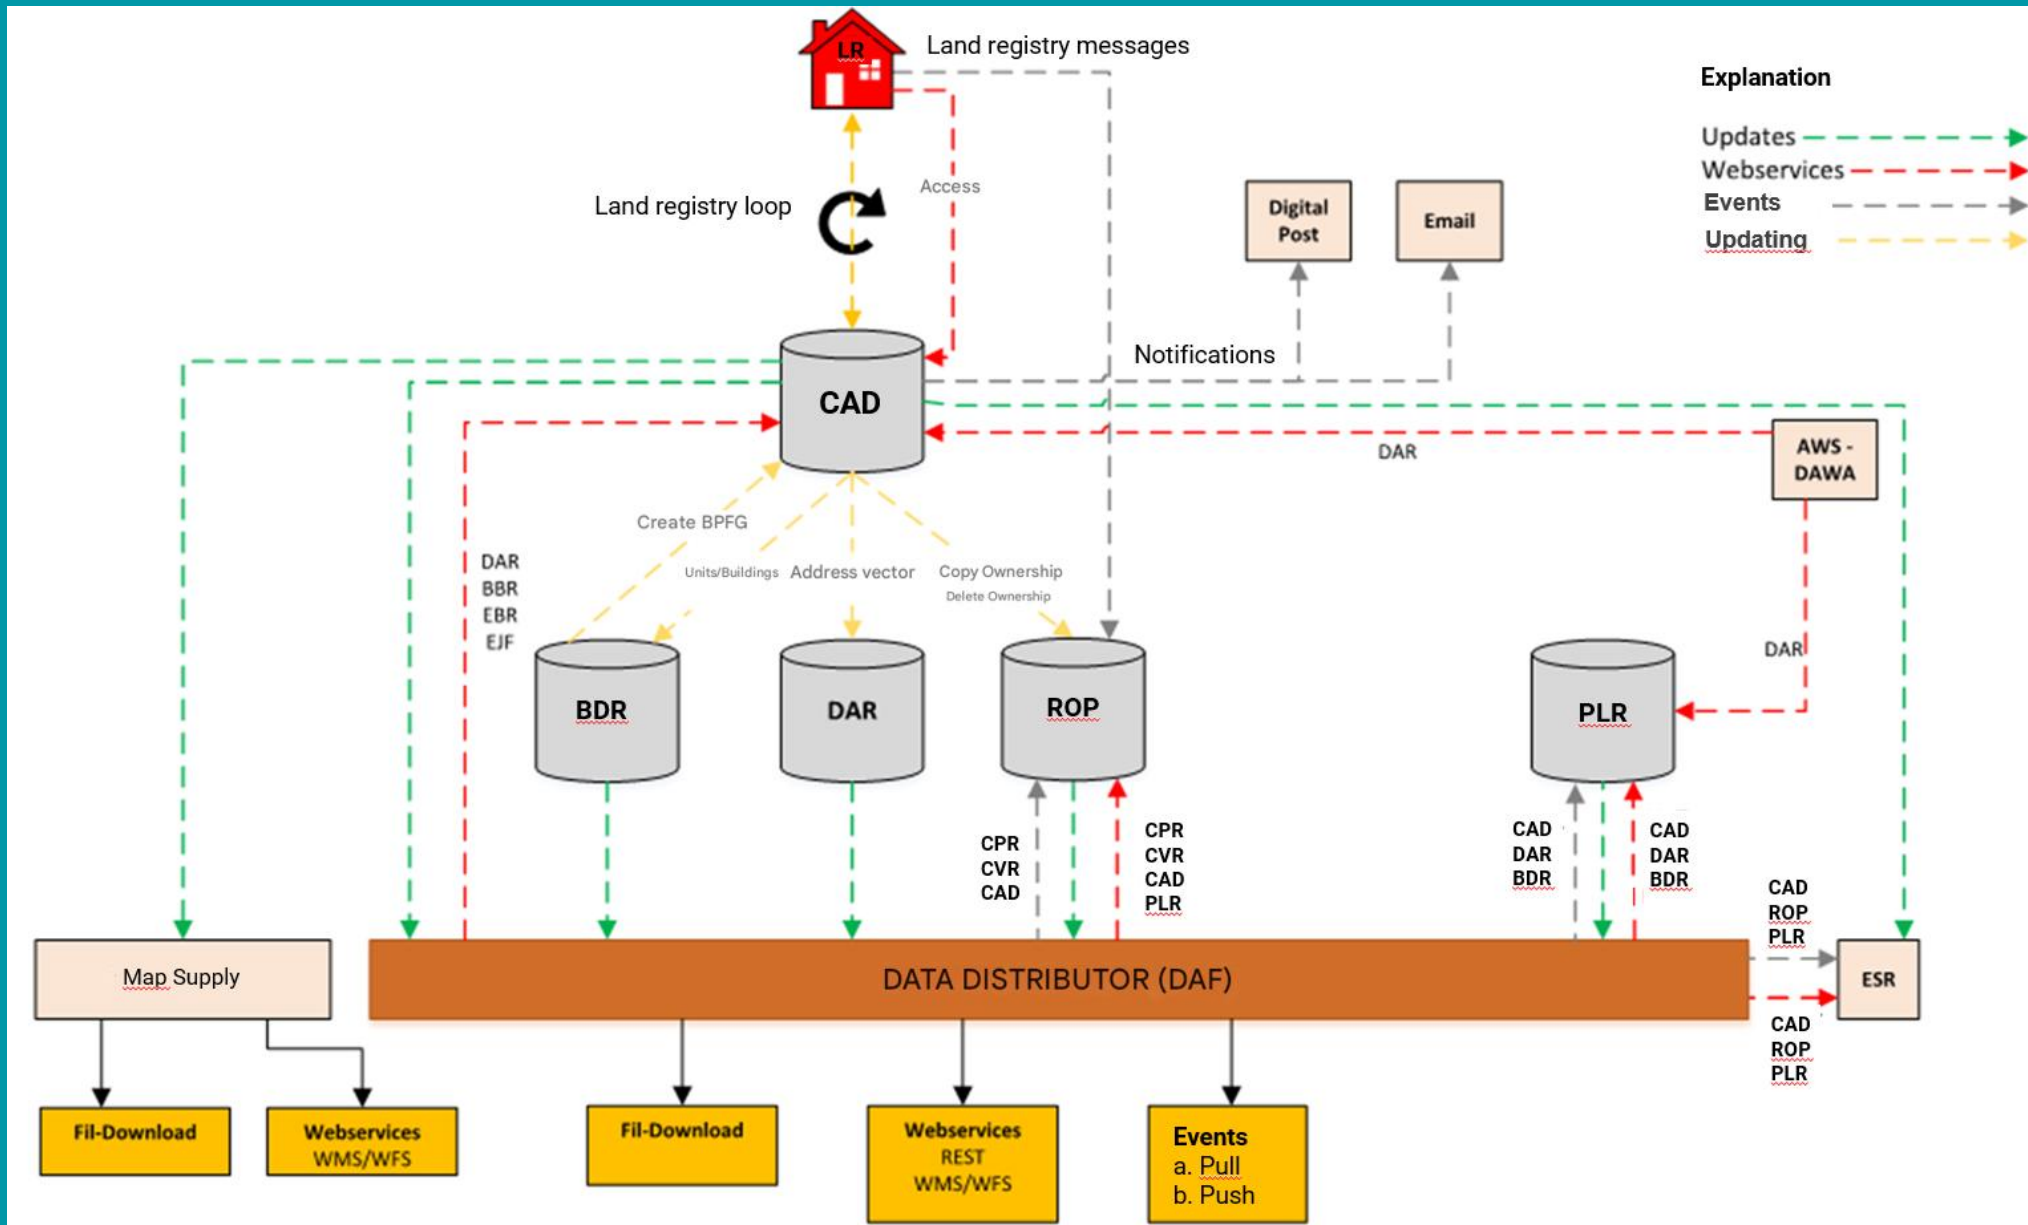 LR
Land registry messages
Explanation
Updates
Webservices
Events
Updating
Access
Land registry loop
Digital
Post
Email
Notifications
CAD
DAR
AWS -
DAWA
Create BPFG
Units/Buildings
Address vector
Copy Ownership
Delete Ownership
DAR
BBR
EBR
EJF
DAR
BDR
DAR
ROP
PLR
CPR
CVR
CAD
CPR
CVR
CAD
PLR
CAD
DAR
BDR
CAD
DAR
BDR
CAD
ROP
PLR
Map Supply
DATA DISTRIBUTOR (DAF)
ESR
CAD
ROP
PLR
Fil-Download
Webservices
WMS/WFS
Fil-Download
Webservices
REST
WMS/WFS
Events
a. Pull
b. Push